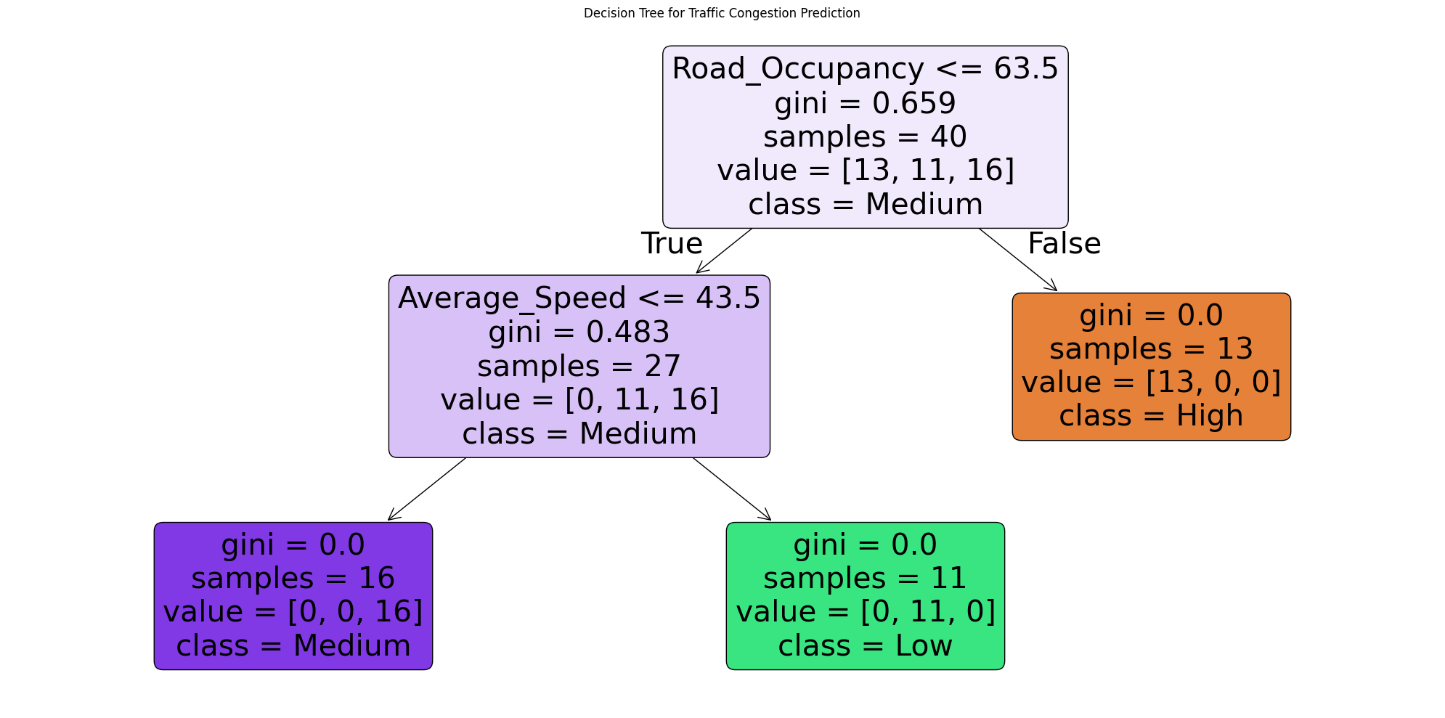 Decision Tree for Traffic Congestion Prediction
Road_Occupancy <= 63.5
gini = 0.659
samples = 40
value = [13, 11, 16]
class = Medium
True
False
Average_Speed <= 43.5
gini = 0.483
samples = 27
value = [0, 11, 16]
class = Medium
gini = 0.0
samples = 13
value = [13, 0, 0]
class = High
gini = 0.0
samples = 16
value = [0, 0, 16]
class = Medium
gini = 0.0
samples = 11
value = [0, 11, 0]
class = Low